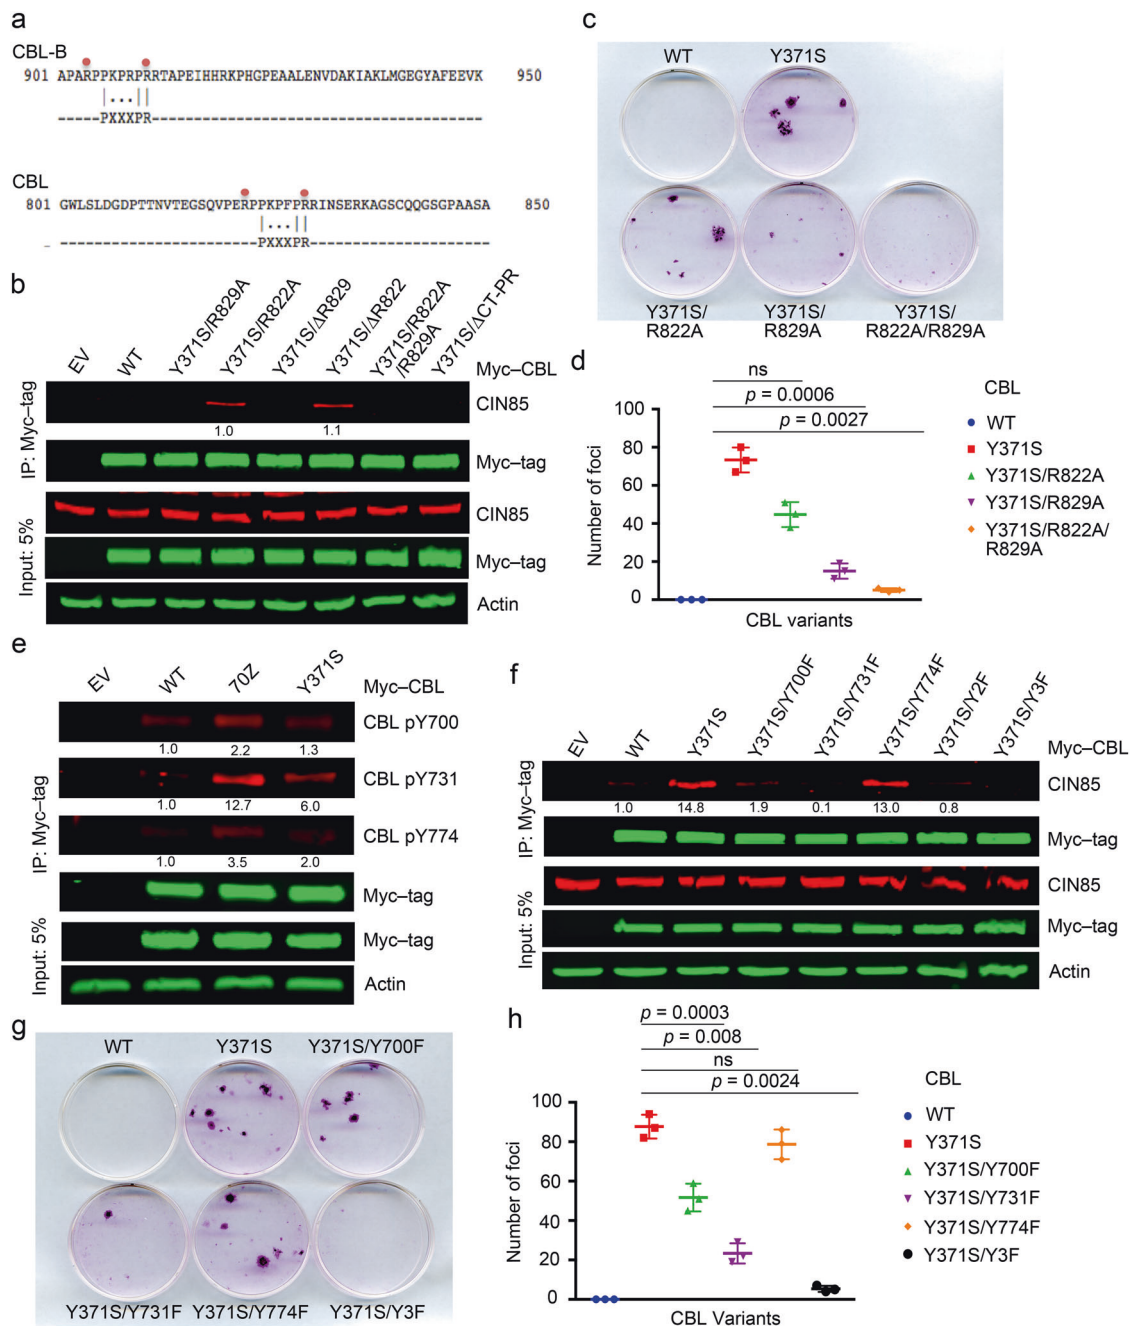 a
CBL-B
901 APARPPKPRPRRTAPEIHHRKPHGPEAALENVDAKIAKLMGEGYAFEEVK 950
|...||
-----PXXXPR---------------------------------------
CBL
801 GWLSLDGDPTTNVTEGSQVPERPPKPFPRRINSERKAGSCQQGSGPAASA 850
|...||
-----------------------PXXXPR---------------------
b
EV
WT
Y371S/R829A
Y371S/R822A
Y371S/ΔR829
Y371S/ΔR822
Y371S/R822A
/R829A
Y371S/ΔCT-PR
Myc–CBL
IP: Myc–tag
CIN85
1.0 1.1
Myc–tag
Input: 5%
CIN85
Myc–tag
Actin
c
WT Y371S
Y371S/
R822A
Y371S/
R829A
Y371S/
R822A/R829A
d
ns
p = 0.0006
p = 0.0027
Number of foci
100
80
60
40
20
0
CBL variants
CBL
WT
Y371S
Y371S/R822A
Y371S/R829A
Y371S/R822A/
R829A
e
EV
WT
70Z
Y371S
Myc–CBL
IP: Myc–tag
CBL pY700
1.0 2.2 1.3
CBL pY731
1.0 12.7 6.0
CBL pY774
1.0 3.5 2.0
Myc–tag
Input: 5%
Myc–tag
Actin
f
EV
WT
Y371S
Y371S/Y700F
Y371S/Y731F
Y371S/Y774F
Y371S/Y2F
Y371S/Y3F
Myc–CBL
IP: Myc–tag
CIN85
1.0 14.8 1.9 0.1 13.0 0.8
Myc–tag
Input: 5%
CIN85
Myc–tag
Actin
g
WT Y371S Y371S/Y700F
Y371S/Y731F Y371S/Y774F Y371S/Y3F
h
p = 0.0003
p = 0.008
ns
p = 0.0024
Number of foci
100
80
60
40
20
0
CBL Variants
CBL
WT
Y371S
Y371S/Y700F
Y371S/Y731F
Y371S/Y774F
Y371S/Y3F